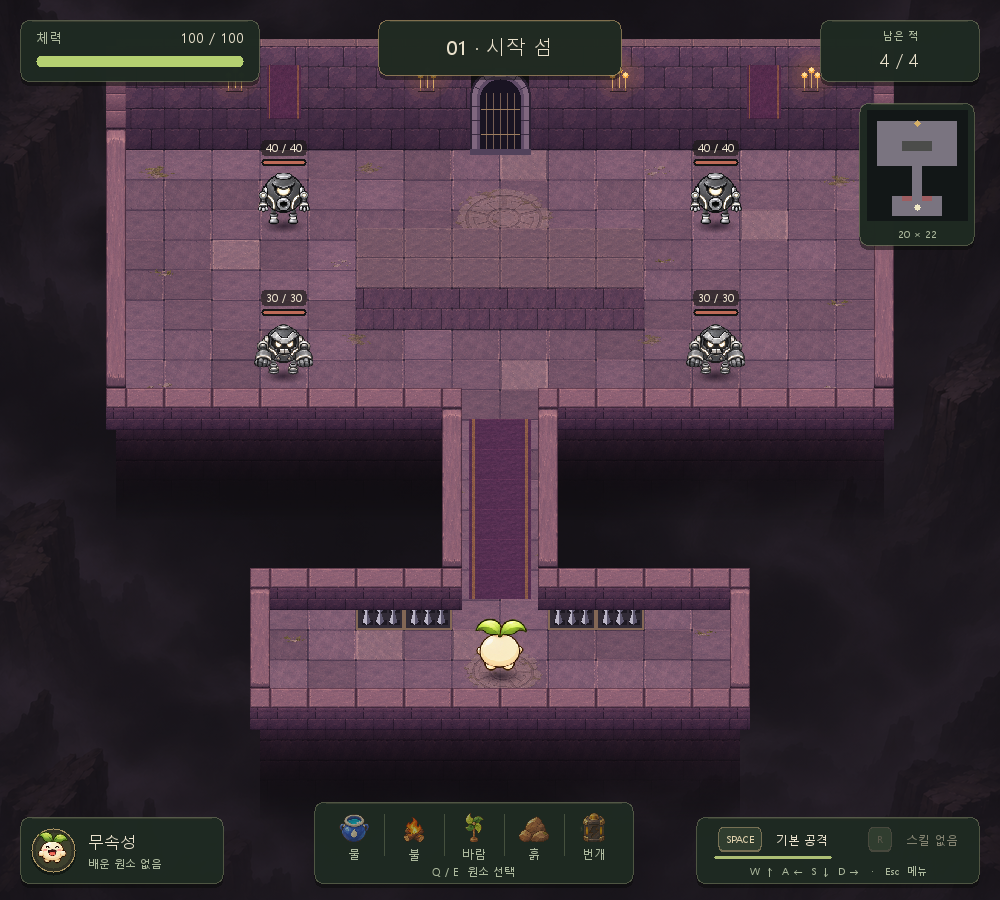 체력 100 / 100
01 · 시작 섬
남은 적
4 / 4
40 / 40
40 / 40
20 × 22
30 / 30
30 / 30
무속성
배운 원소 없음
물 불 바람 흙 번개
Q / E 원소 선택
SPACE 기본 공격 R 스킬 없음
W ↑ A ← S ↓ D → · Esc 메뉴